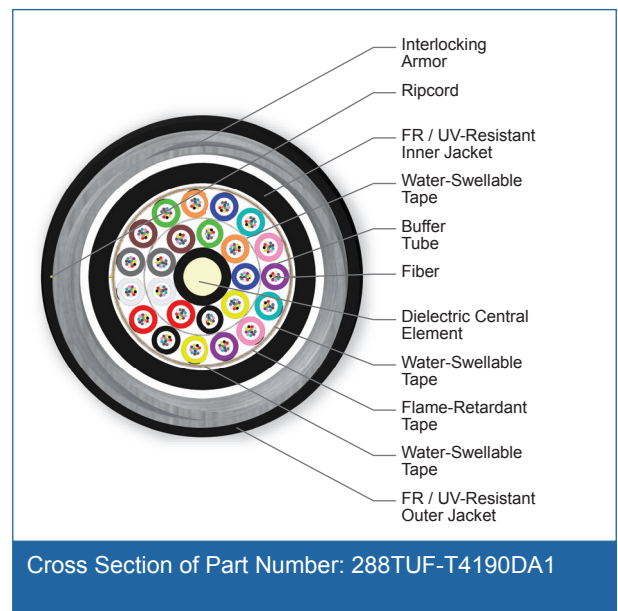 Interlocking
Armor
Ripcord
FR / UV-Resistant
Inner Jacket
Water-Swellable
Tape
Buffer
Tube
Fiber
Dielectric Central
Element
Water-Swellable
Tape
Flame-Retardant
Tape
Water-Swellable
Tape
FR / UV-Resistant
Outer Jacket
Cross Section of Part Number: 288TUF-T4190DA1